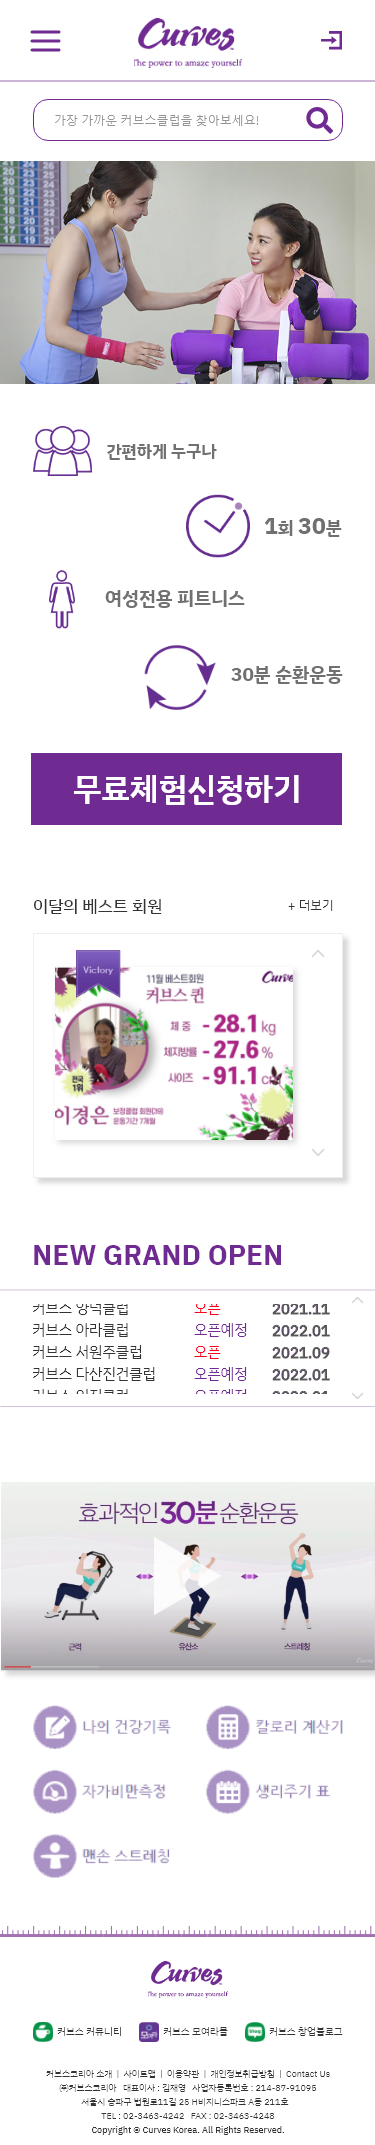 Curves
The power to amaze yourself
가장 가까운 커브스클럽을 찾아보세요!
간편하게 누구나
1회 30분
여성전용 피트니스
30분 순환운동
무료체험신청하기
이달의 베스트 회원
+ 더보기
Victory
Curves
11월 베스트회원
커브스 퀸
체 중 - 28.1 kg
체지방률 - 27.6 %
사이즈 - 91.1 cm
전국
1위
이경은
보정클럽 회원(39)
운동기간 7개월
NEW GRAND OPEN
커브스 양덕클럽 오픈 2021.11
커브스 아라클럽 오픈예정 2022.01
커브스 서원주클럽 오픈 2021.09
커브스 다산진건클럽 오픈예정 2022.01
효과적인 30분 순환운동
근력
유산소
스트레칭
Curves
나의 건강기록
칼로리 계산기
자가비만측정
생리주기 표
맨손 스트레칭
Curves
The power to amaze yourself
커브스 커뮤니티
커브스 모여라몰
커브스 창업블로그
커브스코리아 소개 | 사이트맵 | 이용약관 | 개인정보취급방침 | Contact Us
㈜커브스코리아 대표이사 : 김재영 사업자등록번호 : 214-87-91095
서울시 송파구 법원로11길 25 H비지니스파크 A동 211호
TEL : 02-3463-4242 FAX : 02-3463-4248
Copyright © Curves Korea. All Rights Reserved.